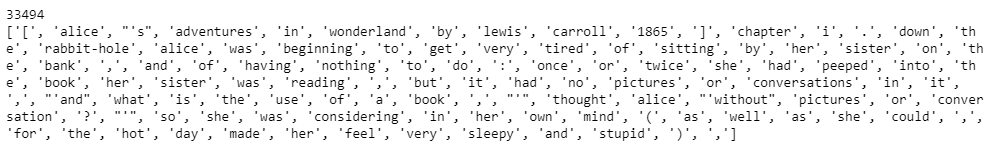 33494
['[', 'alice', "'s", 'adventures', 'in', 'wonderland', 'by', 'lewis', 'carroll', '1865', ']', 'chapter', 'i', '.', 'down', 'th
e', 'rabbit-hole', 'alice', 'was', 'beginning', 'to', 'get', 'very', 'tired', 'of', 'sitting', 'by', 'her', 'sister', 'on', 'th
e', 'bank', ',', 'and', 'of', 'having', 'nothing', 'to', 'do', ':', 'once', 'or', 'twice', 'she', 'had', 'peeped', 'into', 'th
e', 'book', 'her', 'sister', 'was', 'reading', ',', 'but', 'it', 'had', 'no', 'pictures', 'or', 'conversations', 'in', 'it',
',', "'and", 'what', 'is', 'the', 'use', 'of', 'a', 'book', ',', "'", 'thought', 'alice', "'without", 'pictures', 'or', 'conver
sation', '?', "'", 'so', 'she', 'was', 'considering', 'in', 'her', 'own', 'mind', '(', 'as', 'well', 'as', 'she', 'could', ',',
'for', 'the', 'hot', 'day', 'made', 'her', 'feel', 'very', 'sleepy', 'and', 'stupid', ')', ',']